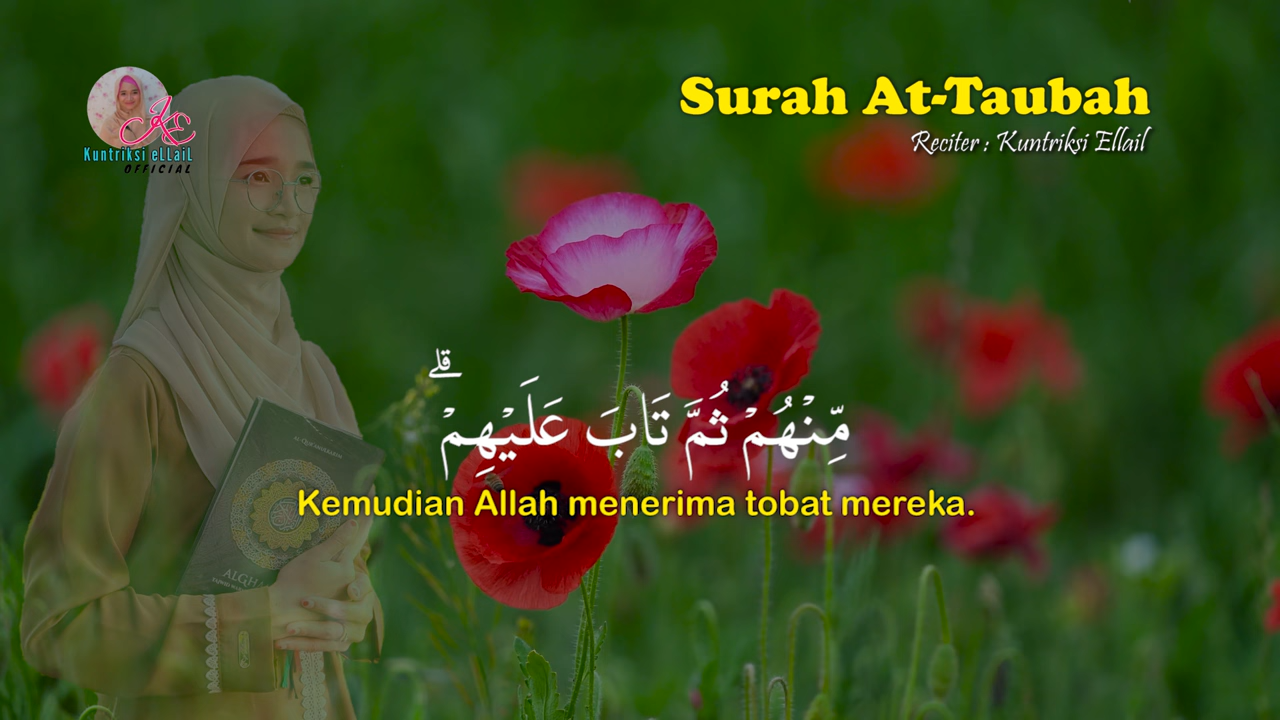 Surah At-Taubah
Reciter : Kuntriksi Ellail
Kuntriksi eLLaiL
OFFICIAL
مِّنْهُمْ ثُمَّ تَابَ عَلَيْهِمْ ۗ
Kemudian Allah menerima tobat mereka.